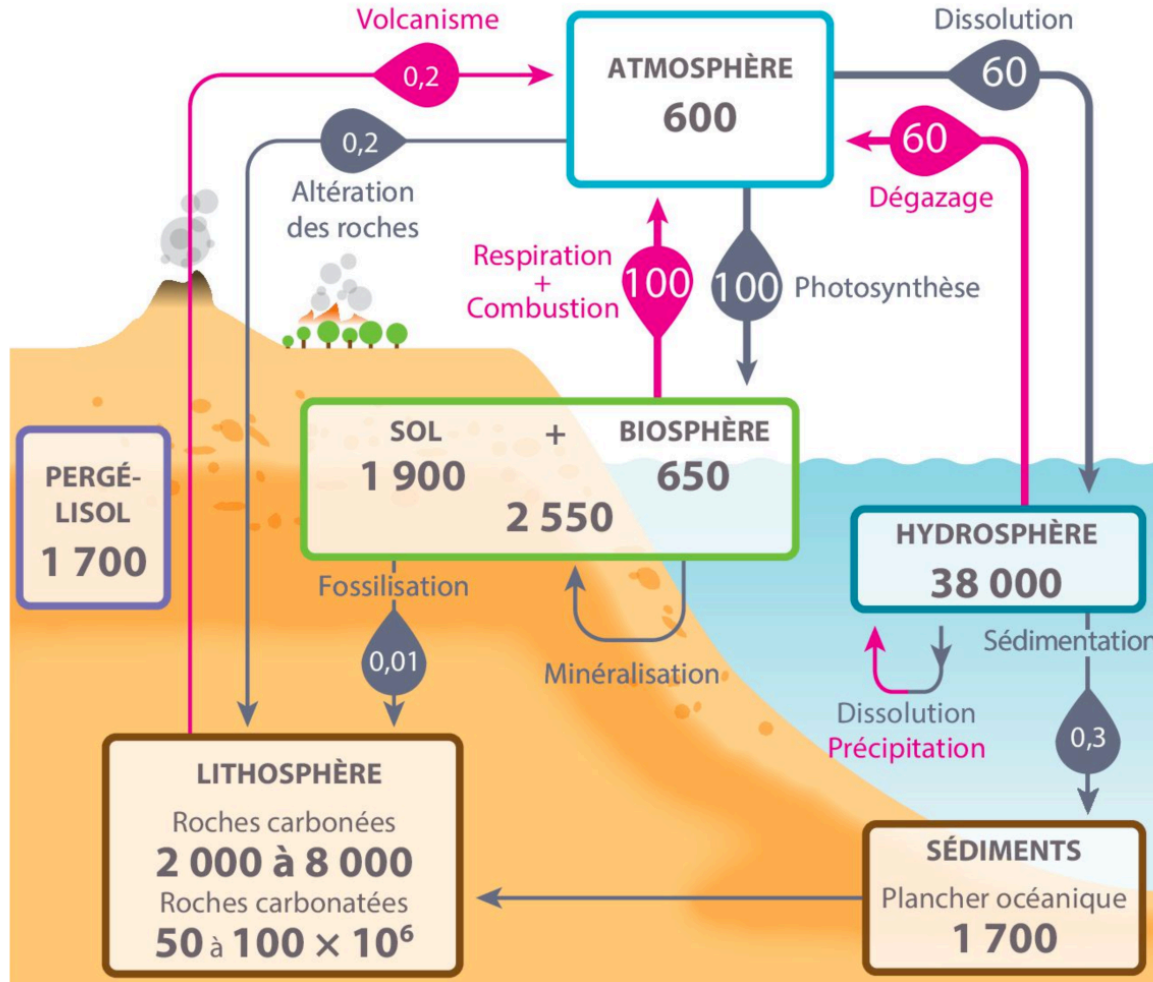 Volcanisme
0,2
ATMOSPHÈRE
600
Dissolution
60
0,2
Altération
des roches
60
Dégazage
Respiration
+
Combustion
100
100
Photosynthèse
SOL + BIOSPHÈRE
1 900 650
2 550
PERGÉ-
LISOL
1 700
HYDROSPHÈRE
38 000
Fossilisation
0,01
Minéralisation
Sédimentation
0,3
Dissolution
Précipitation
LITHOSPHÈRE
Roches carbonées
2 000 à 8 000
Roches carbonatées
50 à 100 × 10⁶
SÉDIMENTS
Plancher océanique
1 700